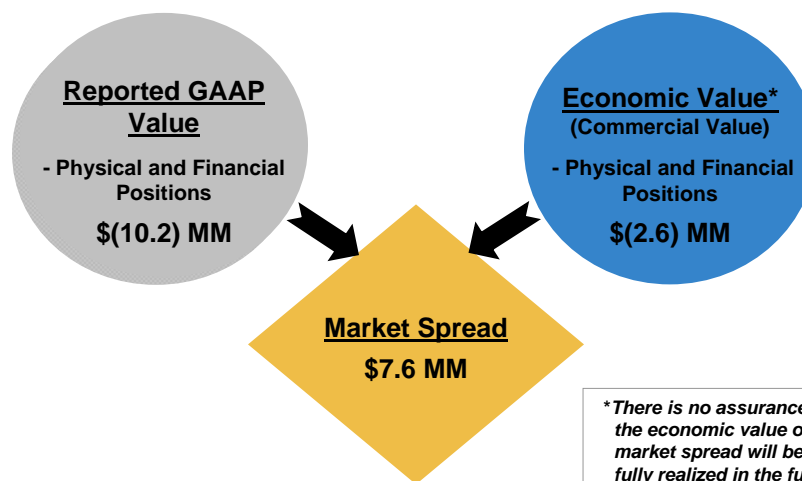 Reported GAAP
Value
- Physical and Financial
Positions
$(10.2) MM
Economic Value*
(Commercial Value)
- Physical and Financial
Positions
$(2.6) MM
Market Spread
$7.6 MM
*There is no assurance
the economic value o
market spread will be
fully realized in the fu